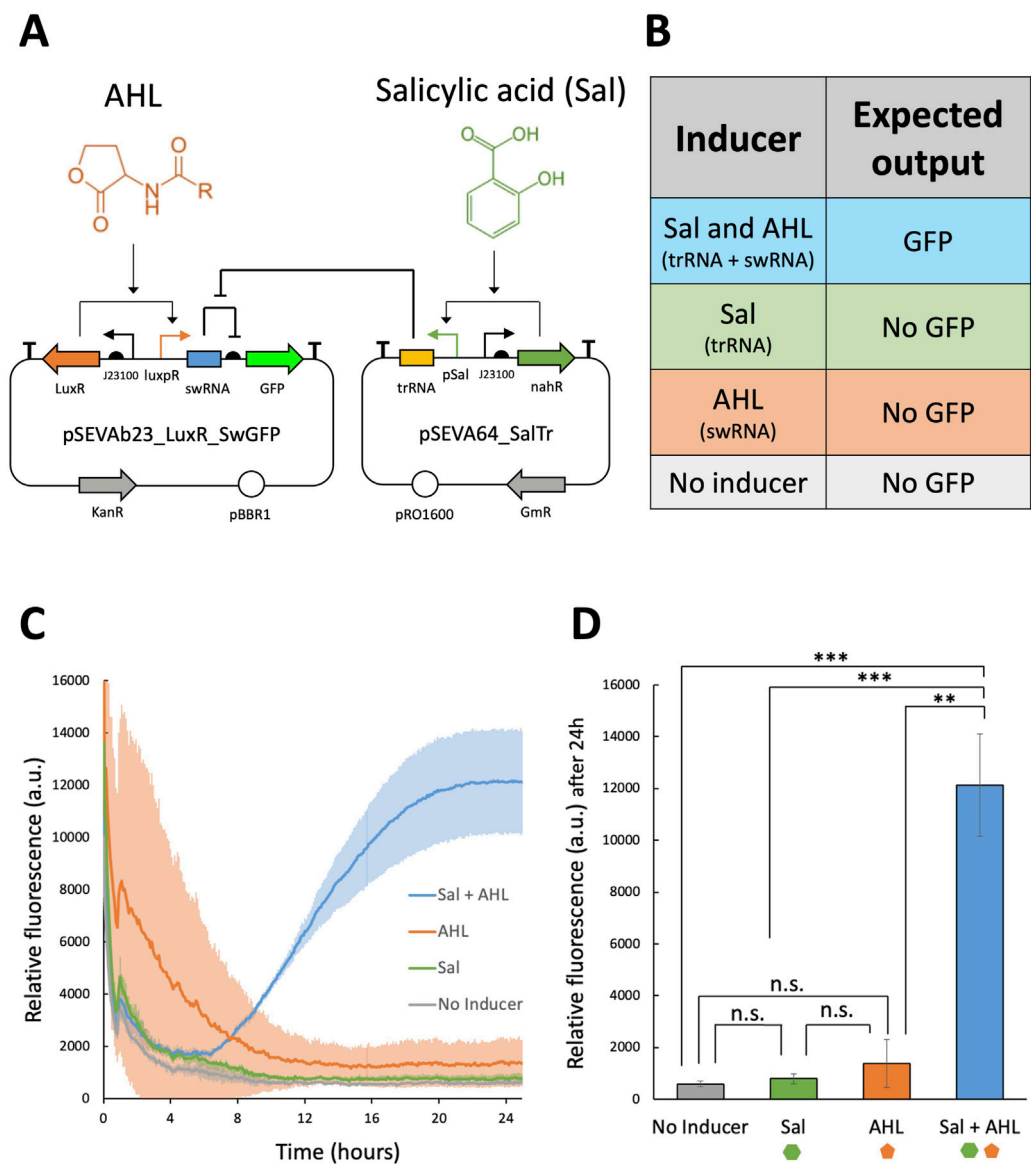 A
B
AHL
Salicylic acid (Sal)
O
O
O
N
H
R
O
OH
OH
LuxR
J23100
luxpR
swRNA
GFP
trRNA
pSal
J23100
nahR
pSEVAb23_LuxR_SwGFP
pSEVA64_SalTr
KanR
pBBR1
pRO1600
GmR
Inducer
Expected
output
Sal and AHL
(trRNA + swRNA)
GFP
Sal
(trRNA)
No GFP
AHL
(swRNA)
No GFP
No inducer
No GFP
C
Relative fluorescence (a.u.)
16000
14000
12000
10000
8000
6000
4000
2000
0
Sal + AHL
AHL
Sal
No Inducer
0
4
8
12
16
20
24
Time (hours)
D
Relative fluorescence (a.u.) after 24h
16000
14000
12000
10000
8000
6000
4000
2000
0
***
***
**
n.s.
n.s.
n.s.
No Inducer
Sal
AHL
Sal + AHL